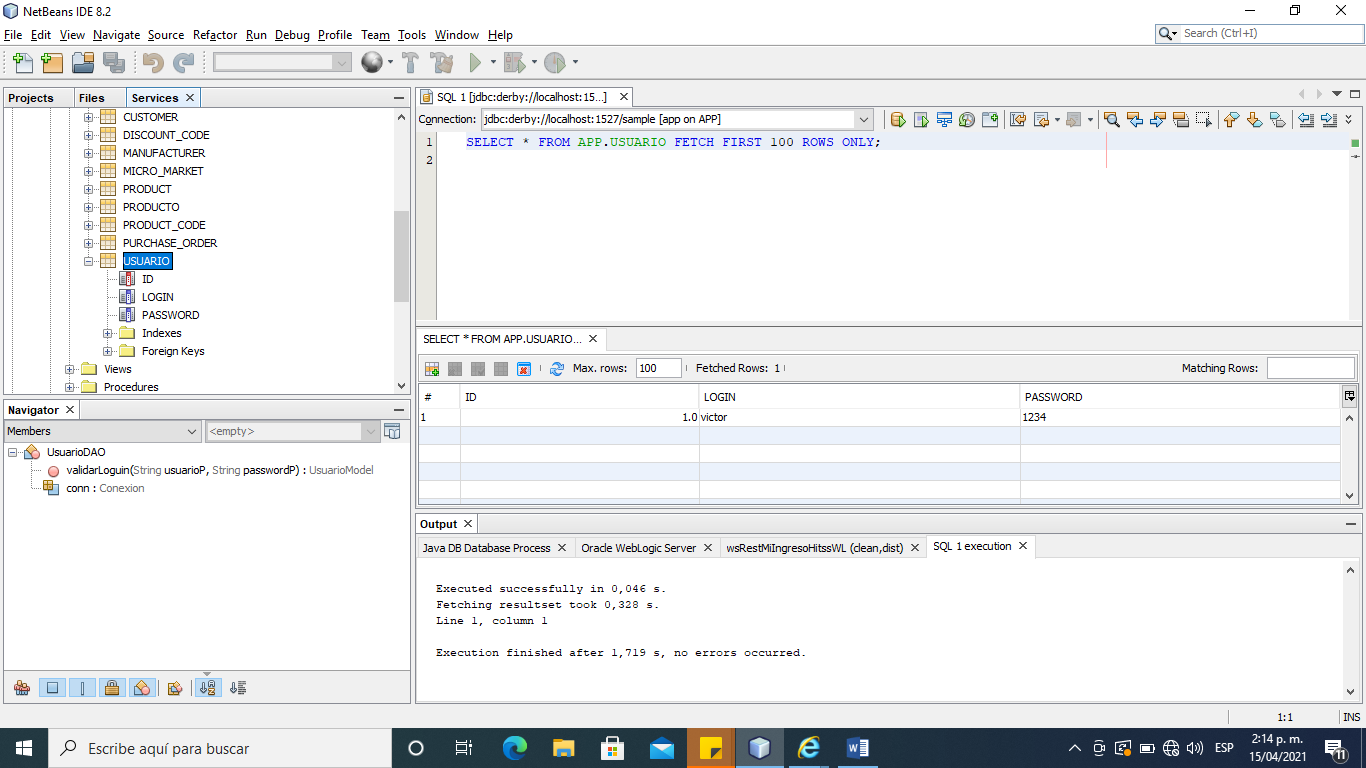 NetBeans IDE 8.2
File Edit View Navigate Source Refactor Run Debug Profile Team Tools Window Help
Search (Ctrl+I)
Projects Files Services
CUSTOMER
DISCOUNT_CODE
MANUFACTURER
MICRO_MARKET
PRODUCT
PRODUCTO
PRODUCT_CODE
PURCHASE_ORDER
USUARIO
ID
LOGIN
PASSWORD
Indexes
Foreign Keys
Views
Procedures
Navigator
Members
<empty>
UsuarioDAO
validarLoguin(String usuarioP, String passwordP) : UsuarioModel
conn : Conexion
SQL 1 [jdbc:derby://localhost:15...]
Connection: jdbc:derby://localhost:1527/sample [app on APP]
1 SELECT * FROM APP.USUARIO FETCH FIRST 100 ROWS ONLY;
2
SELECT * FROM APP.USUARIO...
Max. rows: 100 Fetched Rows: 1 Matching Rows:
# ID LOGIN PASSWORD
1 1.0 victor 1234
Output
Java DB Database Process Oracle WebLogic Server wsRestMiIngresoHitssWL (clean,dist) SQL 1 execution
Executed successfully in 0,046 s.
Fetching resultset took 0,328 s.
Line 1, column 1
Execution finished after 1,719 s, no errors occurred.
1:1 INS
Escribe aquí para buscar
ESP
2:14 p. m.
15/04/2021
11